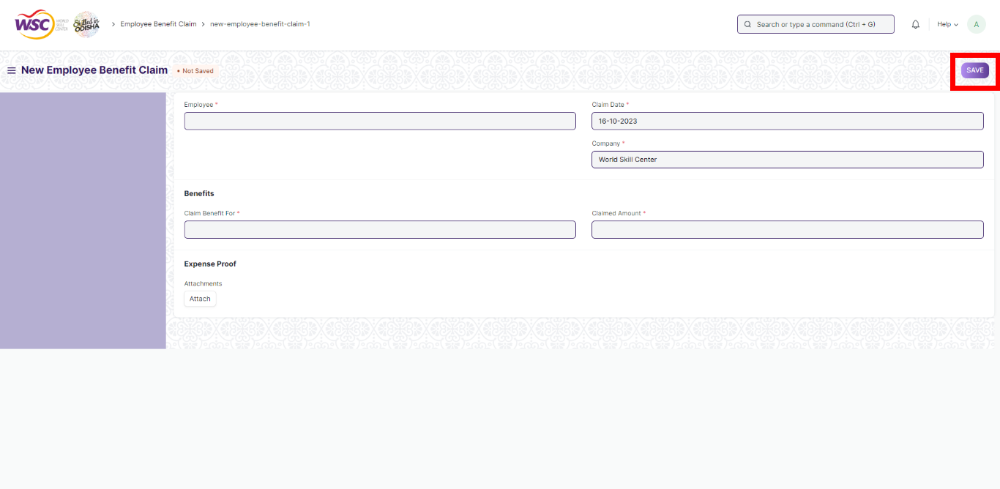 WSC WORLD SKILL CENTER Skilled in ODISHA > Employee Benefit Claim > new-employee-benefit-claim-1 Search or type a command (Ctrl + G) Help A
New Employee Benefit Claim • Not Saved SAVE
Employee * Claim Date *
16-10-2023
Company *
World Skill Center
Benefits
Claim Benefit For * Claimed Amount *
Expense Proof
Attachments
Attach